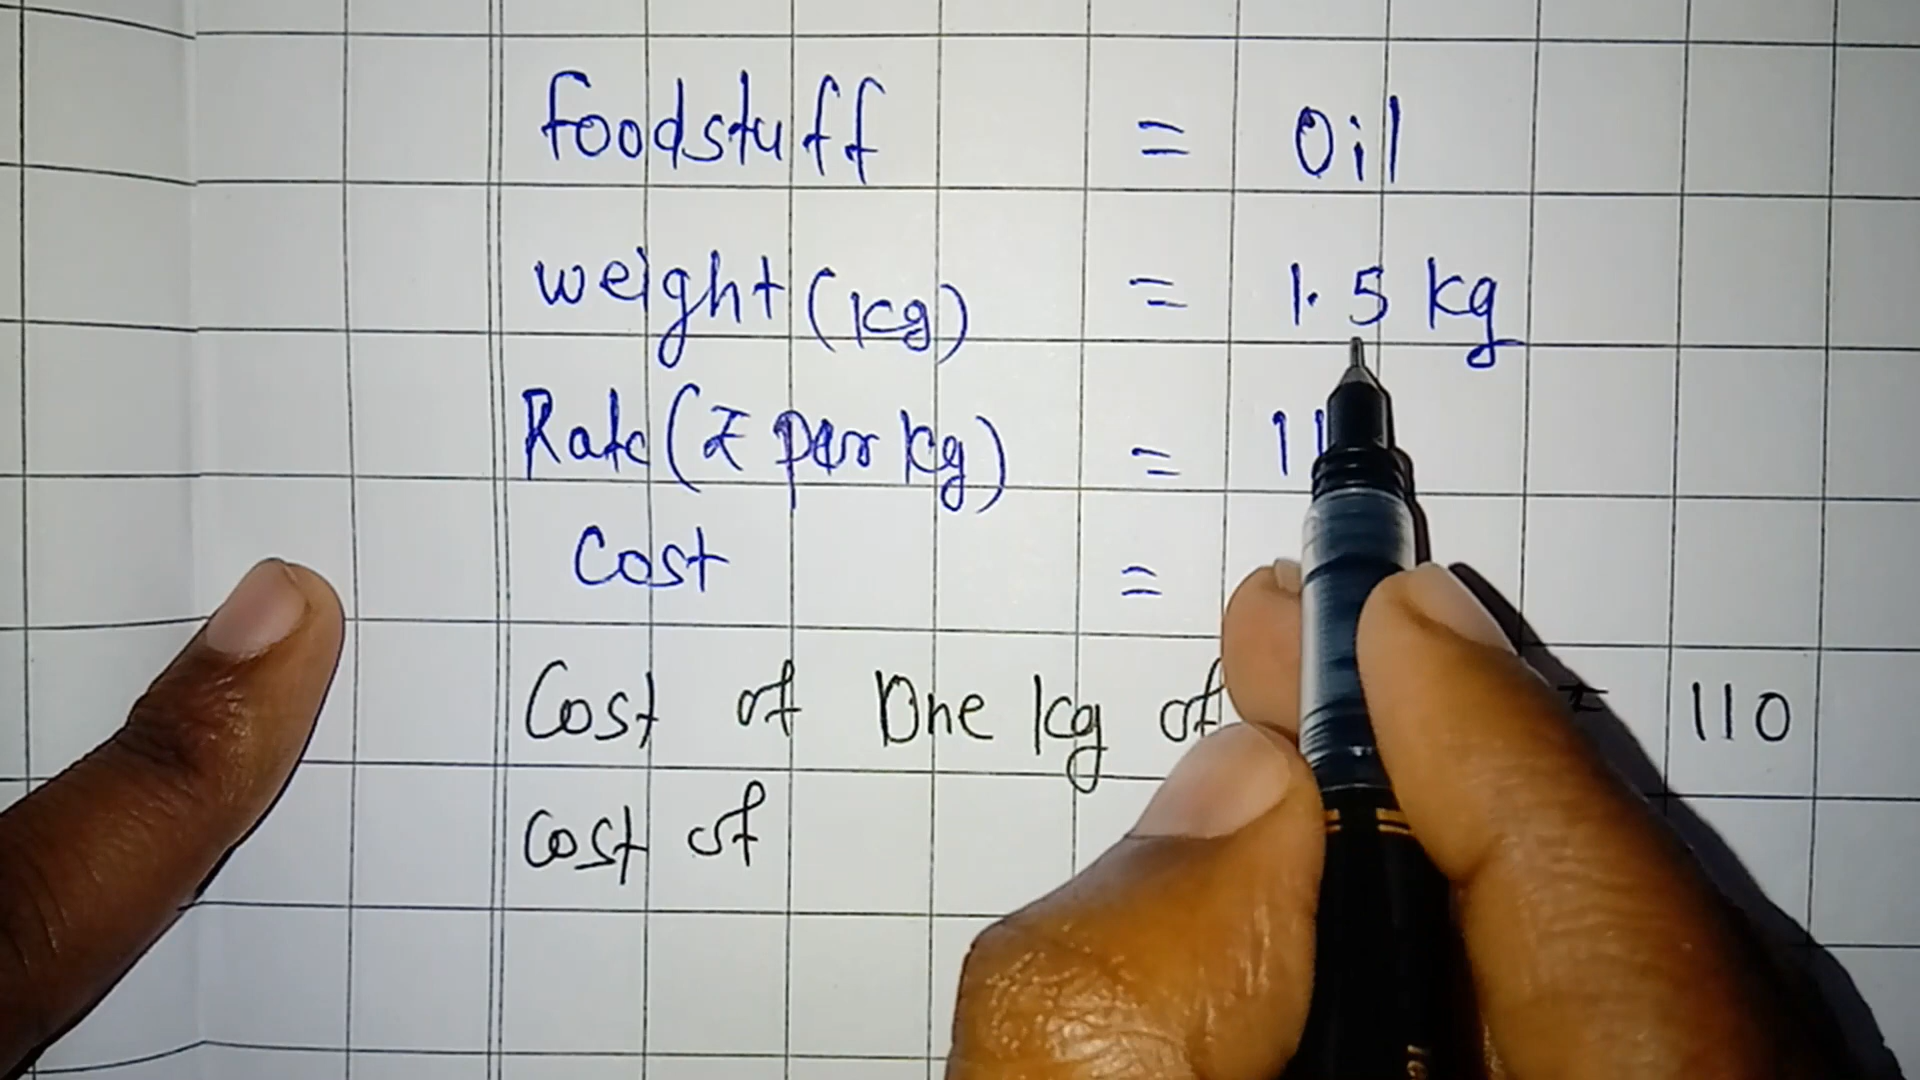 foodstuff = Oil
weight (kg) = 1.5 kg
Rate (₹ per kg) =
Cost =
Cost of One kg of = 110
Cost of